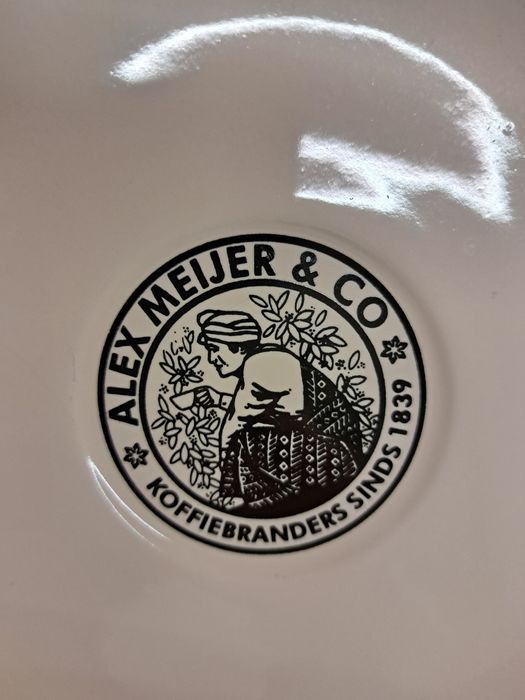 ALEX MEIJER & CO
KOFFIEBRANDERS SINDS 1839